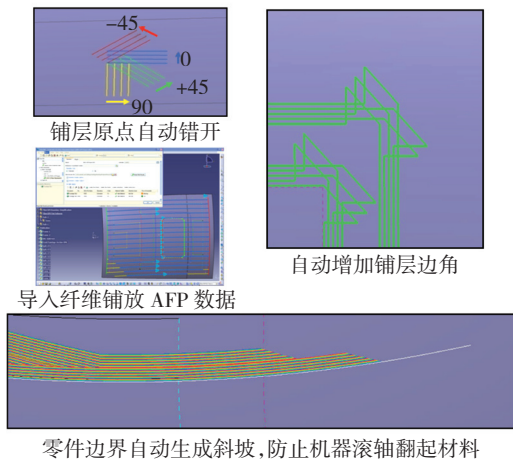 -45
0
+45
90
铺层原点自动错开
自动增加铺层边角
导入纤维铺放 AFP 数据
零件边界自动生成斜坡,防止机器滚轴翻起材料